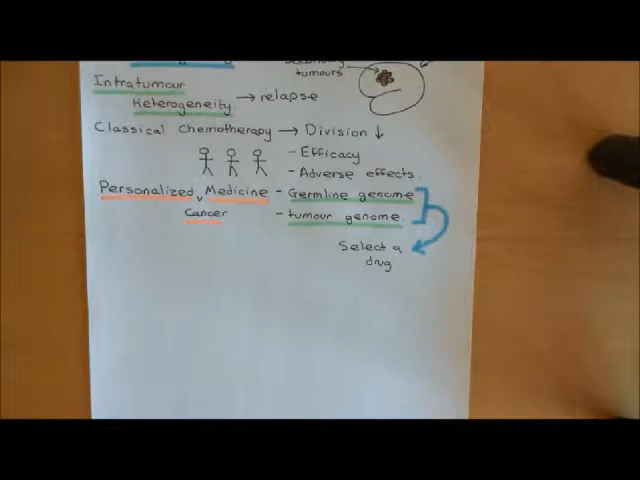 tumours
Intratumour
Heterogeneity → relapse
Classical Chemotherapy → Division ↓
- Efficacy
- Adverse effects
Personalized ˬ Medicine - Germline genome
Cancer - tumour genome
Select a
drug